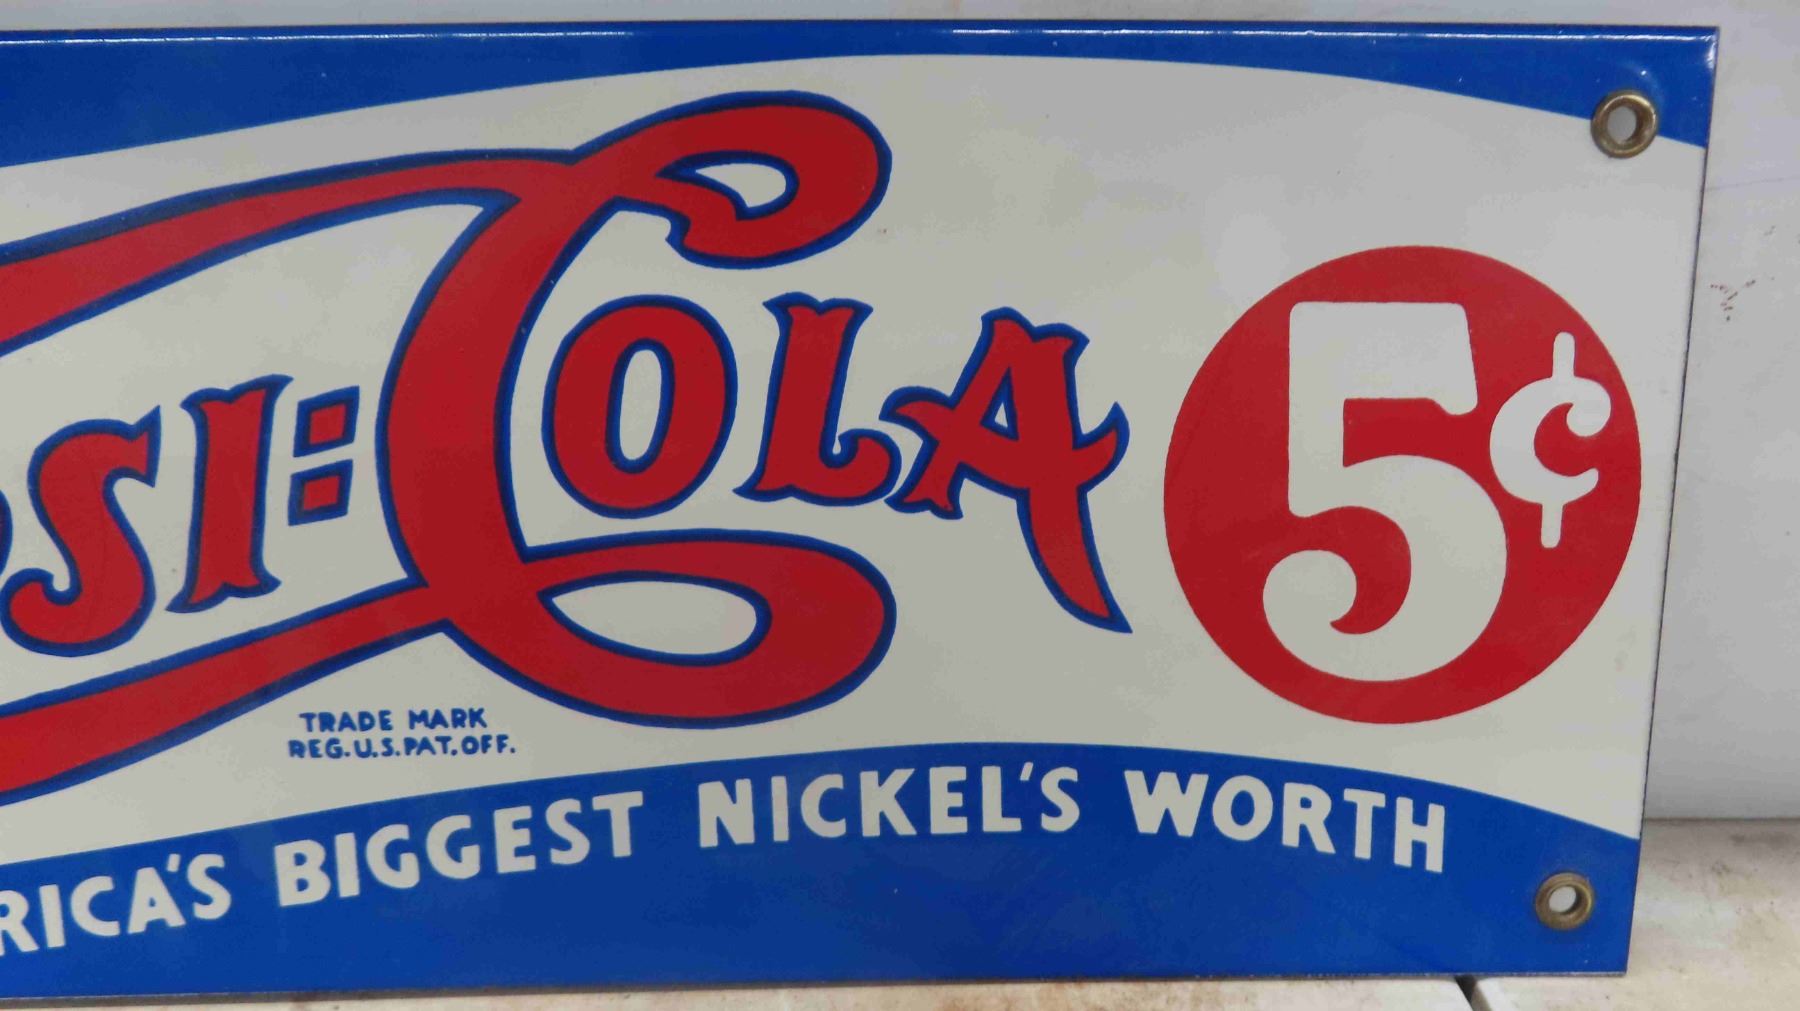 SI:COLA
5¢
TRADE MARK
REG.U.S.PAT.OFF.
RICA'S BIGGEST NICKEL'S WORTH